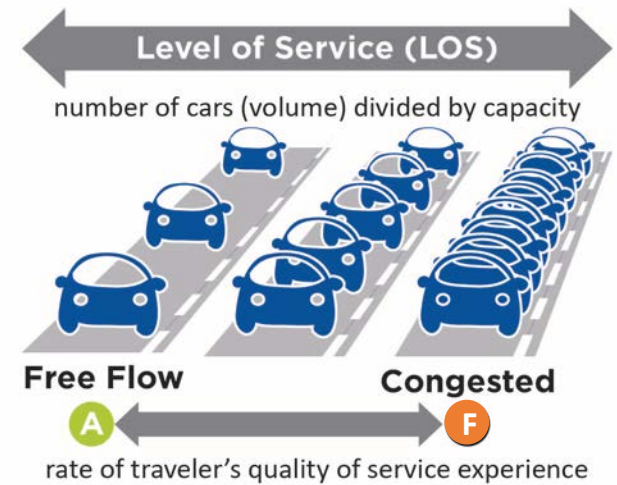 Level of Service (LOS)
number of cars (volume) divided by capacity
Free Flow
Congested
A
F
rate of traveler's quality of service experience